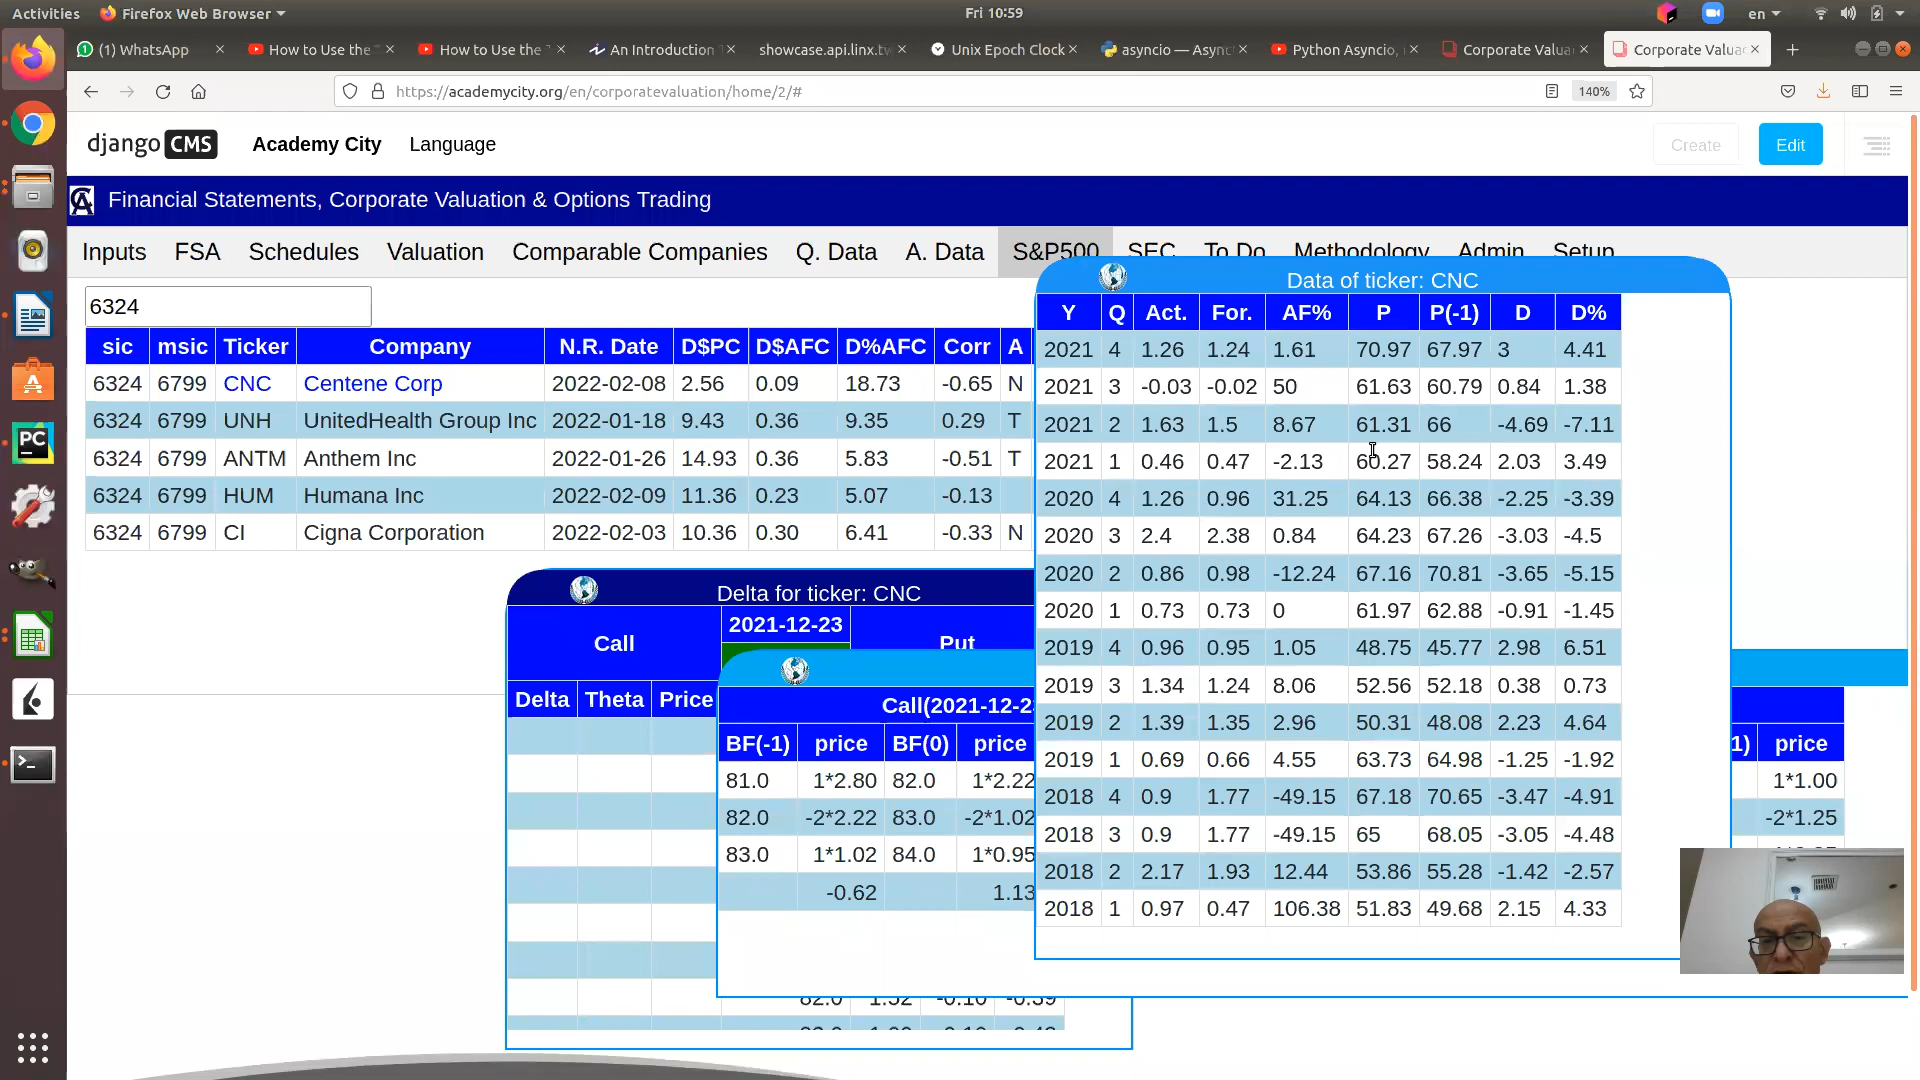 Activities Firefox Web Browser Fri 10:59 en
(1) WhatsApp How to Use the How to Use the An Introduction showcase.api.linx.tw Unix Epoch Clock asyncio — Async Python Asyncio, Corporate Valua Corporate Valua
https://academycity.org/en/corporatevaluation/home/2/# 140%
django CMS Academy City Language Create Edit
Financial Statements, Corporate Valuation & Options Trading
Inputs FSA Schedules Valuation Comparable Companies Q. Data A. Data S&P500 SEC To Do Methodology Admin Setup
6324
sic msic Ticker Company N.R. Date D$PC D$AFC D%AFC Corr A
6324 6799 CNC Centene Corp 2022-02-08 2.56 0.09 18.73 -0.65 N
6324 6799 UNH UnitedHealth Group Inc 2022-01-18 9.43 0.36 9.35 0.29 T
6324 6799 ANTM Anthem Inc 2022-01-26 14.93 0.36 5.83 -0.51 T
6324 6799 HUM Humana Inc 2022-02-09 11.36 0.23 5.07 -0.13
6324 6799 CI Cigna Corporation 2022-02-03 10.36 0.30 6.41 -0.33 N
Data of ticker: CNC
Y Q Act. For. AF% P P(-1) D D%
2021 4 1.26 1.24 1.61 70.97 67.97 3 4.41
2021 3 -0.03 -0.02 50 61.63 60.79 0.84 1.38
2021 2 1.63 1.5 8.67 61.31 66 -4.69 -7.11
2021 1 0.46 0.47 -2.13 60.27 58.24 2.03 3.49
2020 4 1.26 0.96 31.25 64.13 66.38 -2.25 -3.39
2020 3 2.4 2.38 0.84 64.23 67.26 -3.03 -4.5
2020 2 0.86 0.98 -12.24 67.16 70.81 -3.65 -5.15
2020 1 0.73 0.73 0 61.97 62.88 -0.91 -1.45
2019 4 0.96 0.95 1.05 48.75 45.77 2.98 6.51
2019 3 1.34 1.24 8.06 52.56 52.18 0.38 0.73
2019 2 1.39 1.35 2.96 50.31 48.08 2.23 4.64
2019 1 0.69 0.66 4.55 63.73 64.98 -1.25 -1.92
2018 4 0.9 1.77 -49.15 67.18 70.65 -3.47 -4.91
2018 3 0.9 1.77 -49.15 65 68.05 -3.05 -4.48
2018 2 2.17 1.93 12.44 53.86 55.28 -1.42 -2.57
2018 1 0.97 0.47 106.38 51.83 49.68 2.15 4.33
Delta for ticker: CNC
Call 2021-12-23 Put
Delta Theta Price
Call(2021-12-2
BF(-1) price BF(0) price 1) price
81.0 1*2.80 82.0 1*2.22 1*1.00
82.0 -2*2.22 83.0 -2*1.02 -2*1.25
83.0 1*1.02 84.0 1*0.95
-0.62 1.13